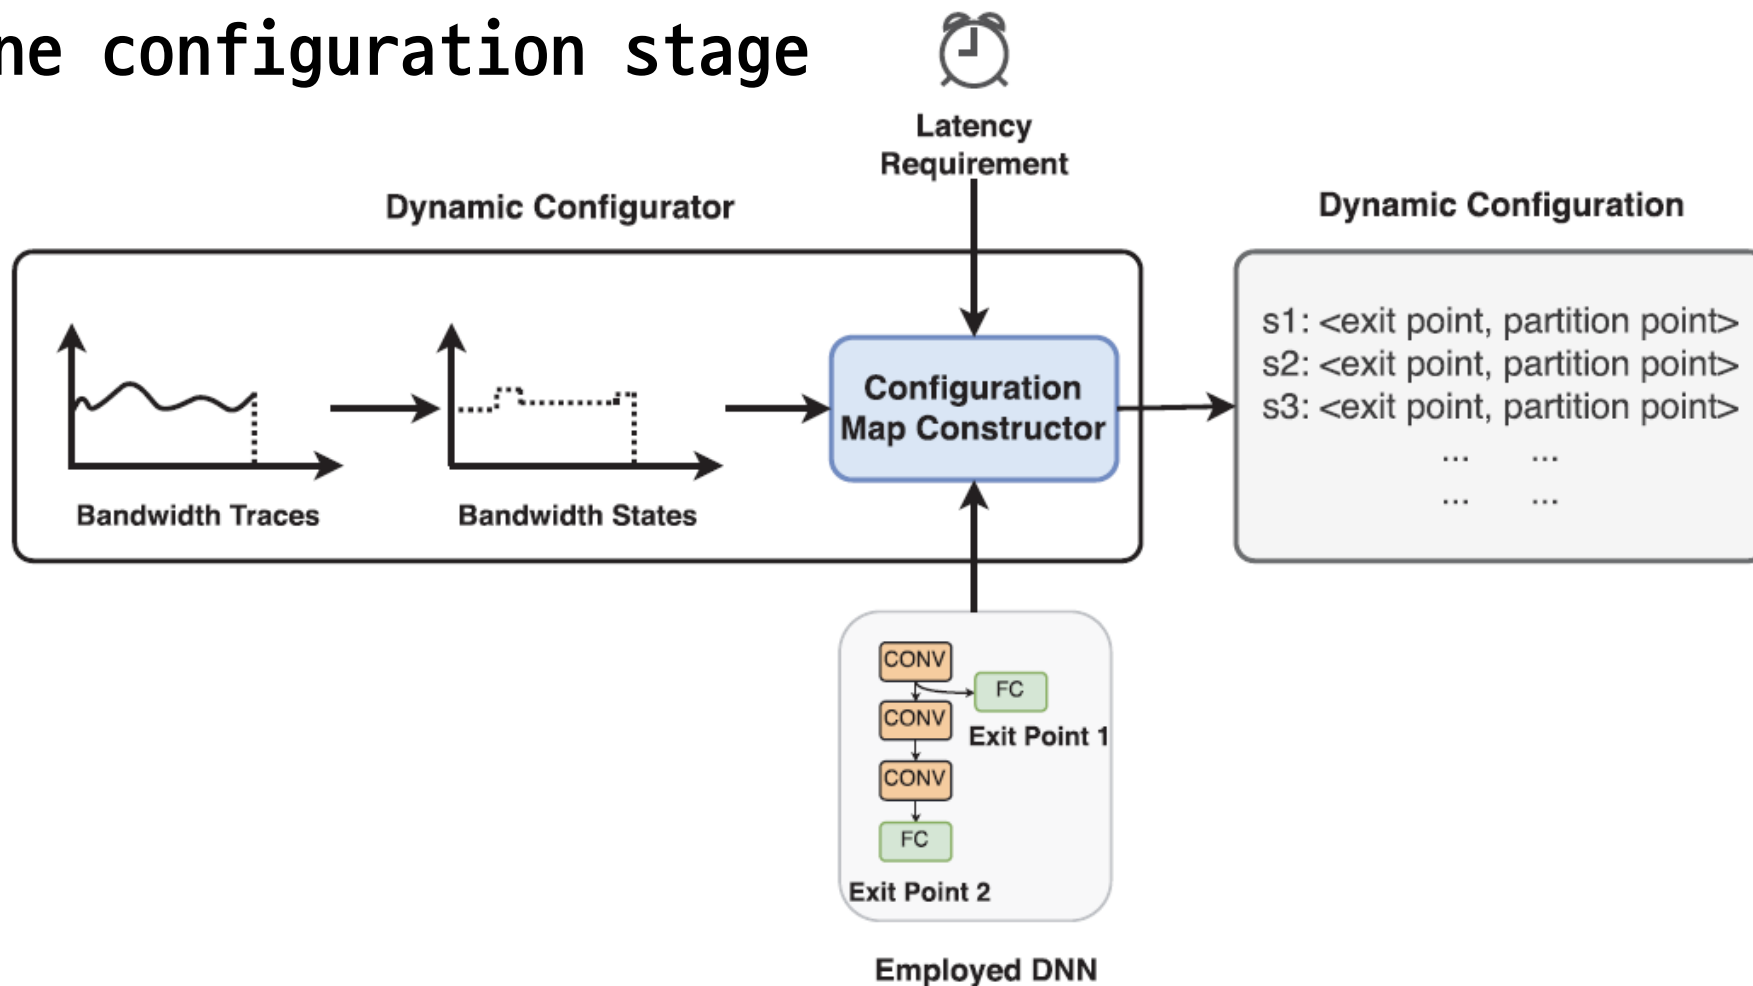 ne configuration stage
Latency
Requirement
Dynamic Configurator
Dynamic Configuration
Configuration
Map Constructor
s1: <exit point, partition point>
s2: <exit point, partition point>
s3: <exit point, partition point>
... ...
... ...
Bandwidth Traces
Bandwidth States
CONV
FC
CONV
Exit Point 1
CONV
FC
Exit Point 2
Employed DNN